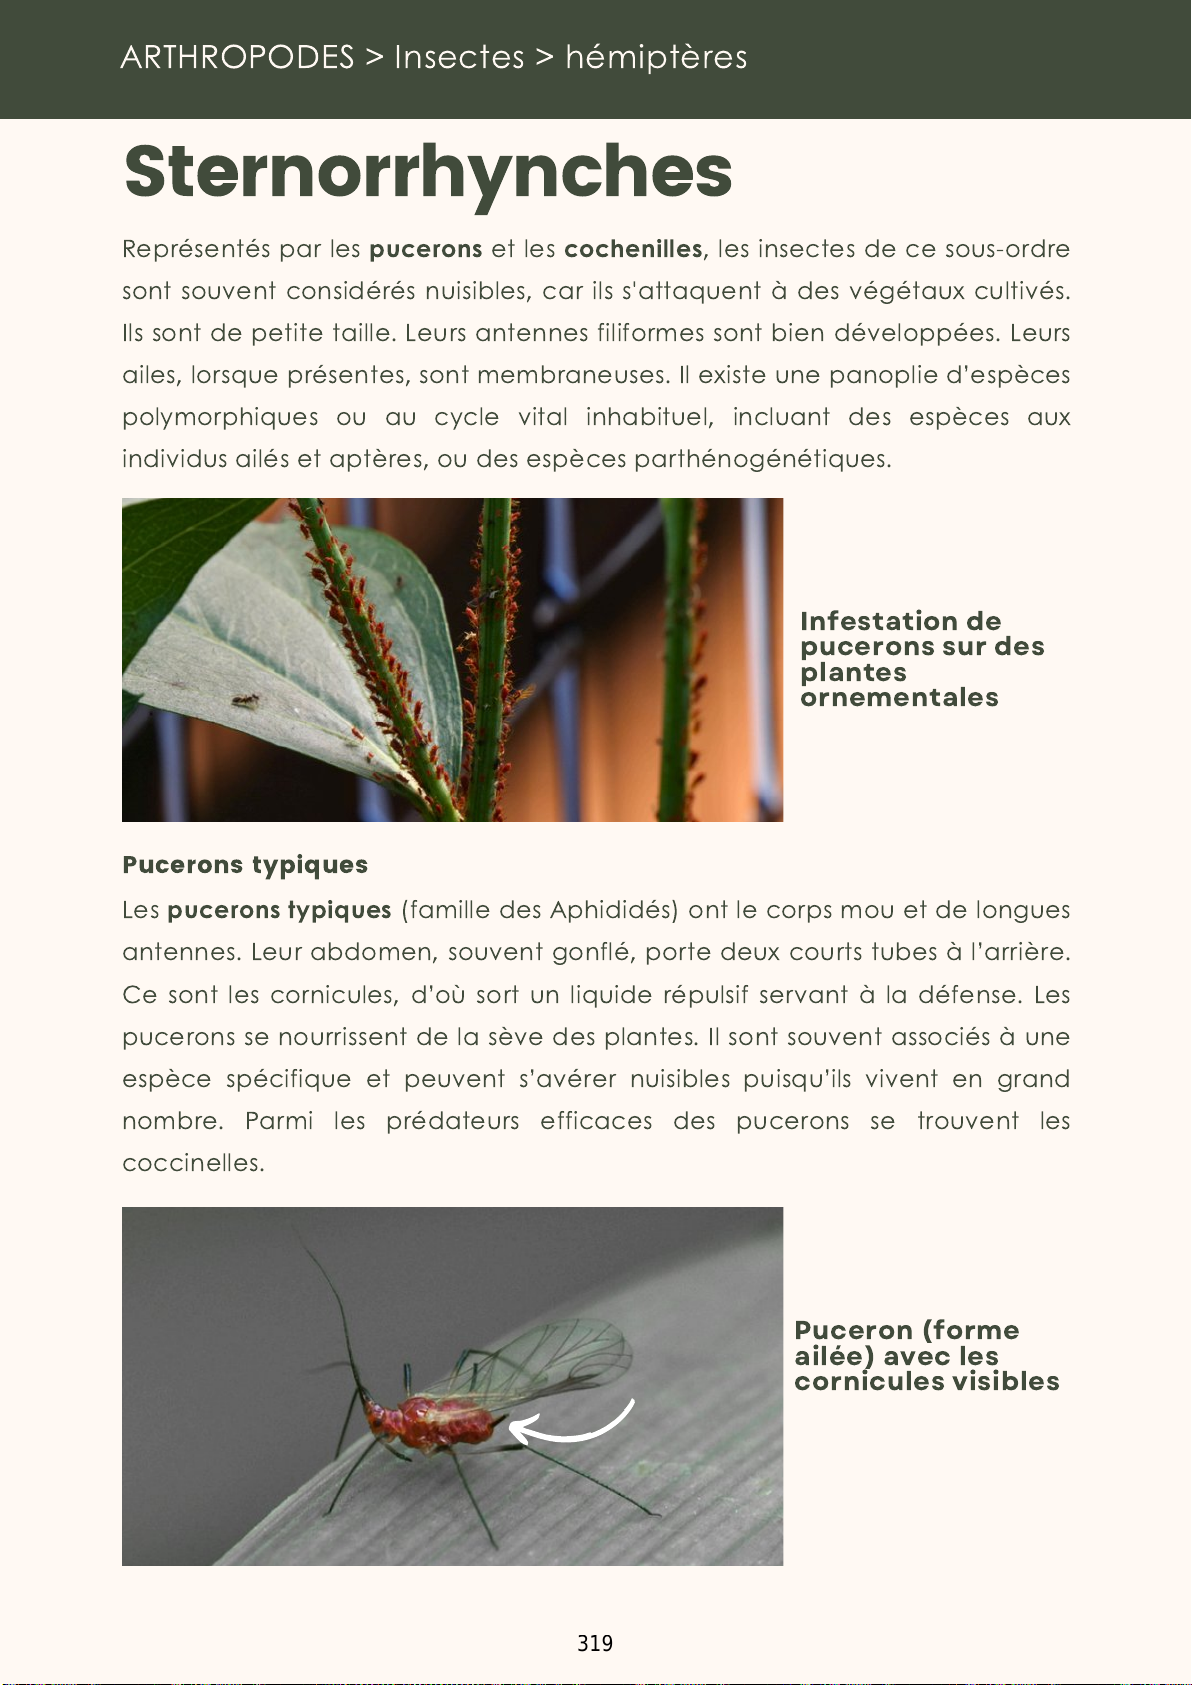 ARTHROPODES > Insectes > hémiptères
Sternorrhynches
Représentés par les pucerons et les cochenilles, les insectes de ce sous-ordre
sont souvent considérés nuisibles, car ils s'attaquent à des végétaux cultivés.
Ils sont de petite taille. Leurs antennes filiformes sont bien développées. Leurs
ailes, lorsque présentes, sont membraneuses. Il existe une panoplie d'espèces
polymorphiques ou au cycle vital inhabituel, incluant des espèces aux
individus ailés et aptères, ou des espèces parthénogénétiques.
Infestation de
pucerons sur des
plantes
ornementales
Pucerons typiques
Les pucerons typiques (famille des Aphididés) ont le corps mou et de longues
antennes. Leur abdomen, souvent gonflé, porte deux courts tubes à l'arrière.
Ce sont les cornicules, d'où sort un liquide répulsif servant à la défense. Les
pucerons se nourrissent de la sève des plantes. Il sont souvent associés à une
espèce spécifique et peuvent s'avérer nuisibles puisqu'ils vivent en grand
nombre. Parmi les prédateurs efficaces des pucerons se trouvent les
coccinelles.
Puceron (forme
ailée) avec les
cornicules visibles
319